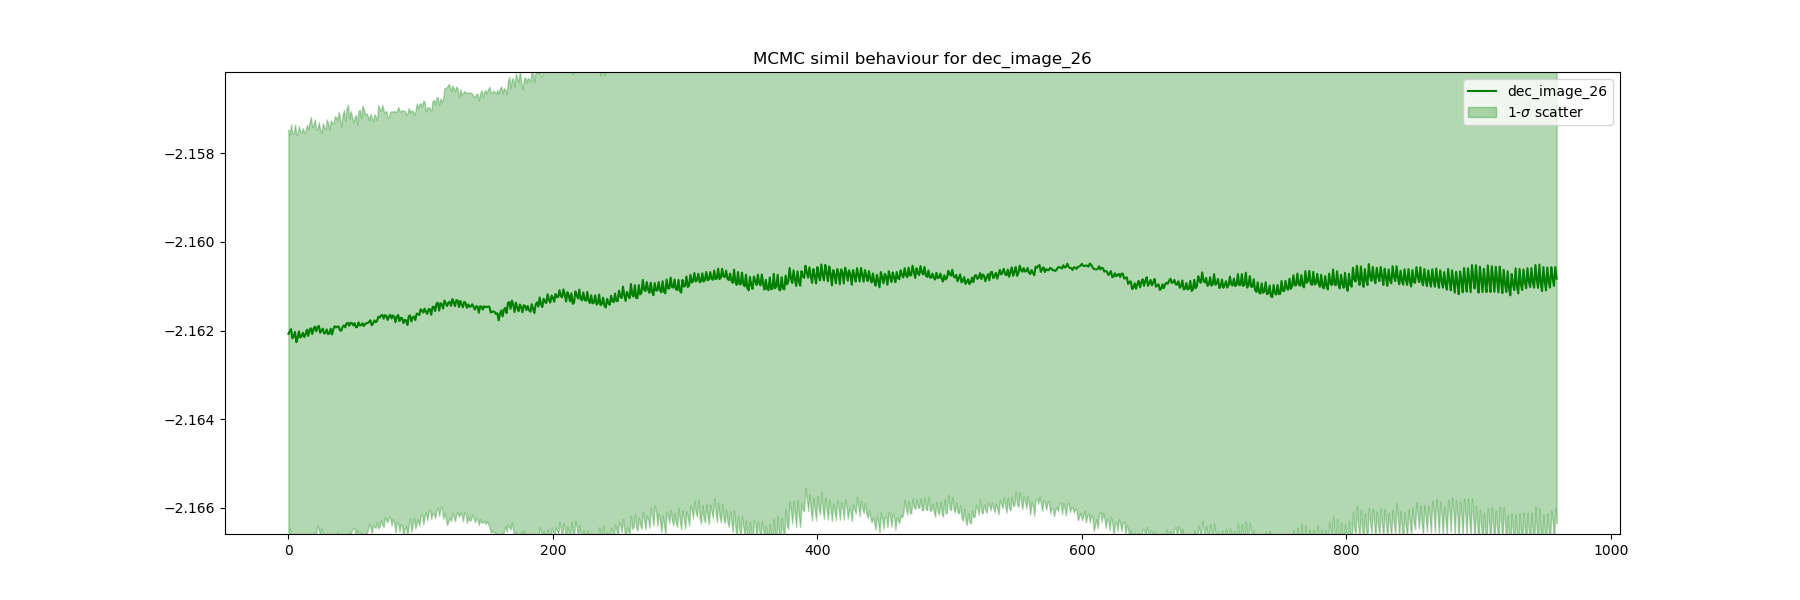 MCMC simil behaviour for dec_image_26
dec_image_26
1-σ scatter
−2.158
−2.160
−2.162
−2.164
−2.166
0 200 400 600 800 1000